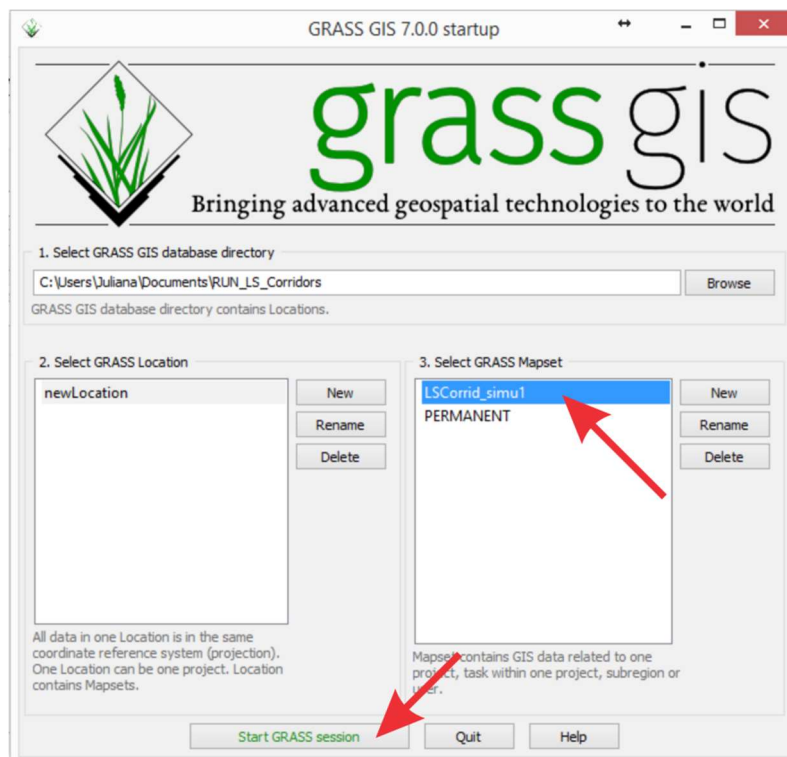 GRASS GIS 7.0.0 startup
grass gis
Bringing advanced geospatial technologies to the world
1. Select GRASS GIS database directory
C:\Users\Juliana\Documents\RUN_LS_Corridors
Browse
GRASS GIS database directory contains Locations.
2. Select GRASS Location
newLocation
New
Rename
Delete
All data in one Location is in the same
coordinate reference system (projection).
One Location can be one project. Location
contains Mapsets.
3. Select GRASS Mapset
LSCorrid_simu1
PERMANENT
New
Rename
Delete
Mapset contains GIS data related to one
project, task within one project, subregion or
user.
Start GRASS session
Quit
Help